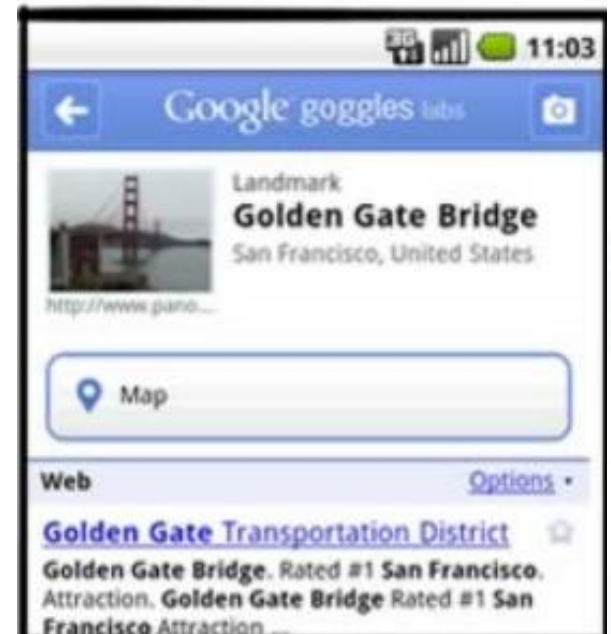 3G 11:03
Google goggles labs
Landmark
Golden Gate Bridge
San Francisco, United States
http://www.pano...
Map
Web Options
Golden Gate Transportation District
Golden Gate Bridge. Rated #1 San Francisco.
Attraction. Golden Gate Bridge Rated #1 San
Francisco Attraction ...